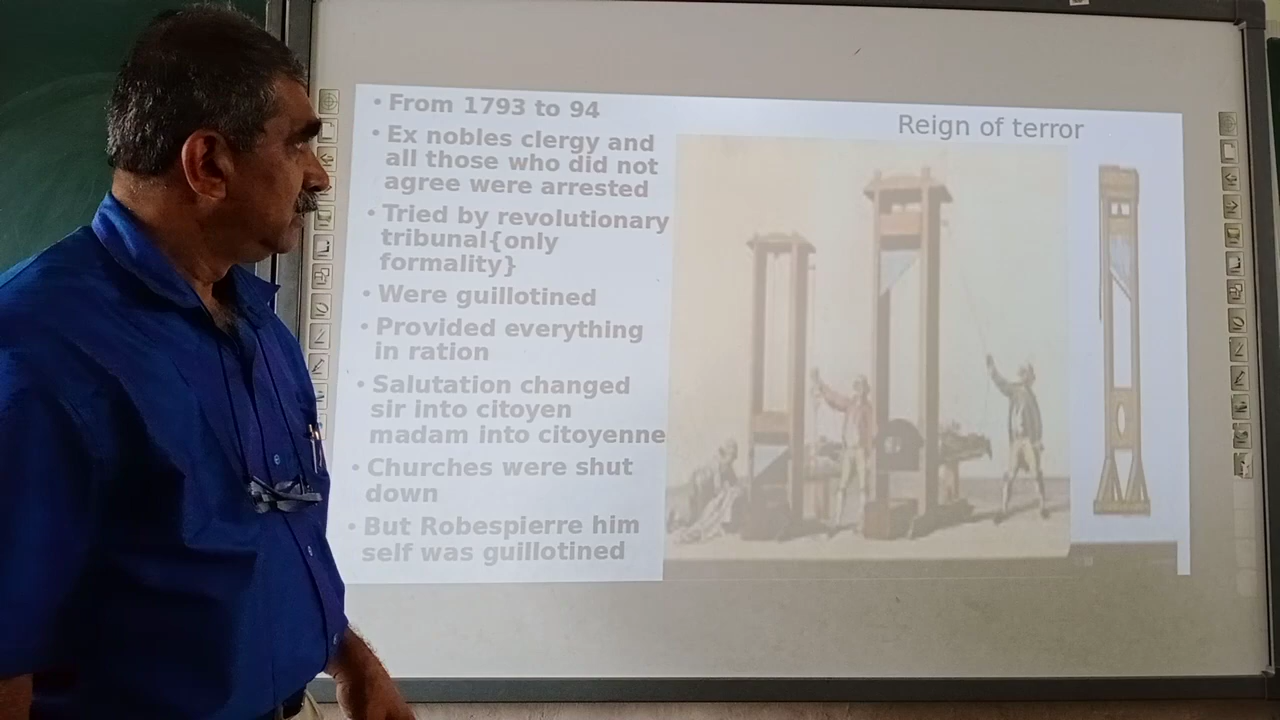 Reign of terror
• From 1793 to 94
• Ex nobles clergy and
all those who did not
agree were arrested
• Tried by revolutionary
tribunal{only
formality}
• Were guillotined
• Provided everything
in ration
• Salutation changed
sir into citoyen
madam into citoyenne
• Churches were shut
down
• But Robespierre him
self was guillotined